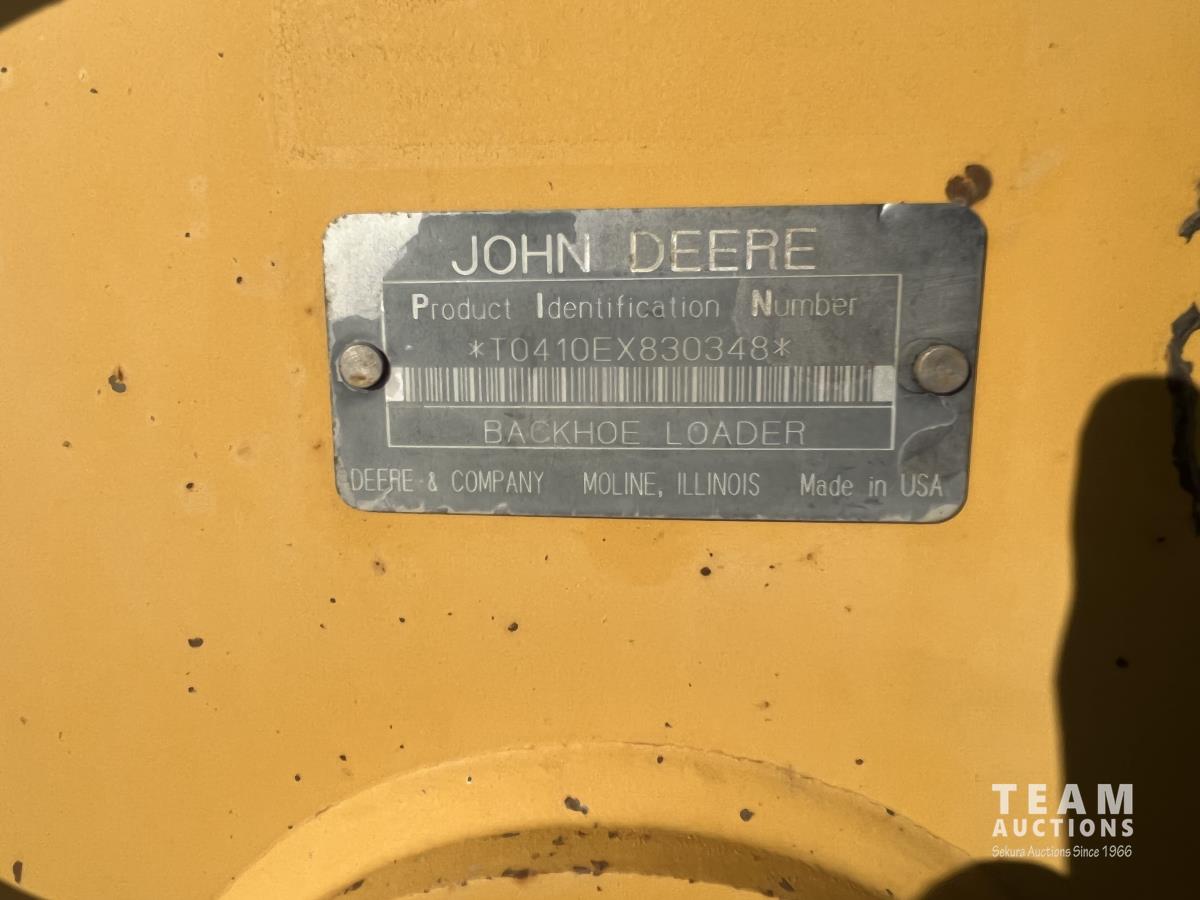 JOHN DEERE
Product Identification Number
*T0410EX830348*
BACKHOE LOADER
DEERE & COMPANY MOLINE, ILLINOIS Made in USA
TEAM
AUCTIONS
Sekura Auctions Since 1966